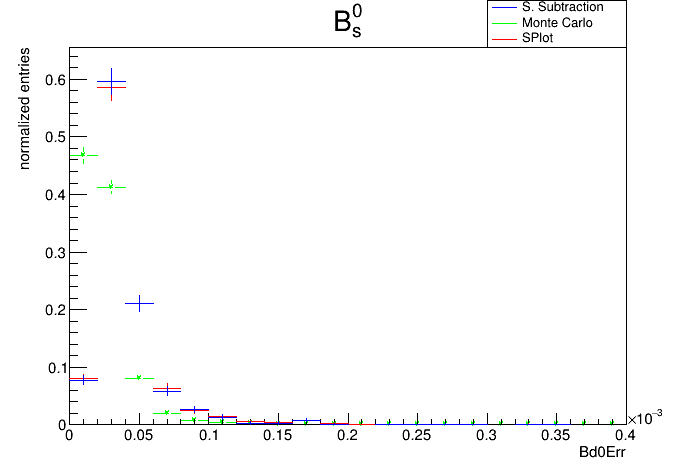 B⁰ₛ
S. Subtraction
Monte Carlo
SPlot
normalized entries
0.6
0.5
0.4
0.3
0.2
0.1
0
0 0.05 0.1 0.15 0.2 0.25 0.3 0.35 0.4
×10⁻³
Bd0Err